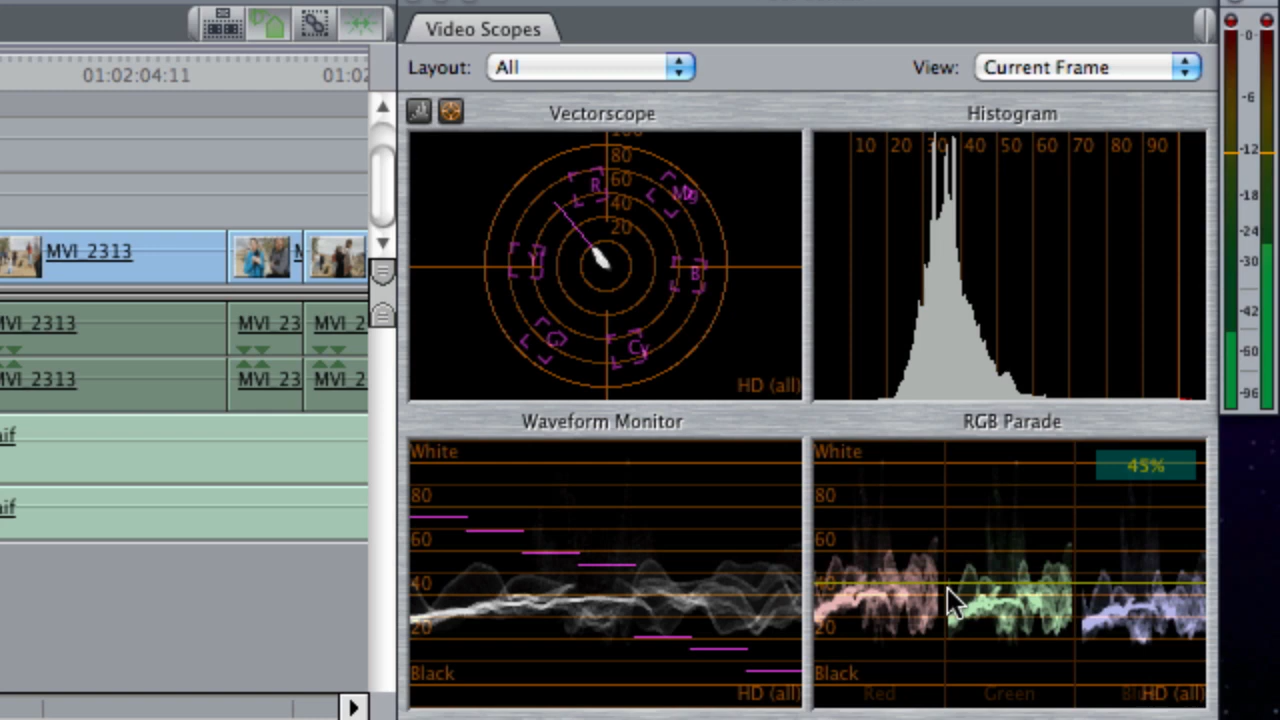 Video Scopes
01:02:04:11
01:02
Layout: All
View: Current Frame
Vectorscope
Histogram
100
80
60
40
20
R
Mg
B
Cy
G
Y
HD (all)
10 20 30 40 50 60 70 80 90
MVI_2313
MVI_2313
MVI_23
MVI_2
MVI_2313
MVI_23
MVI_2
aif
aif
Waveform Monitor
RGB Parade
White
80
60
40
20
Black
HD (all)
White
45%
80
60
40
20
Black
Red
Green
HD (all)
-0-
-6
-12
-18
-24
-30
-42
-60
-96